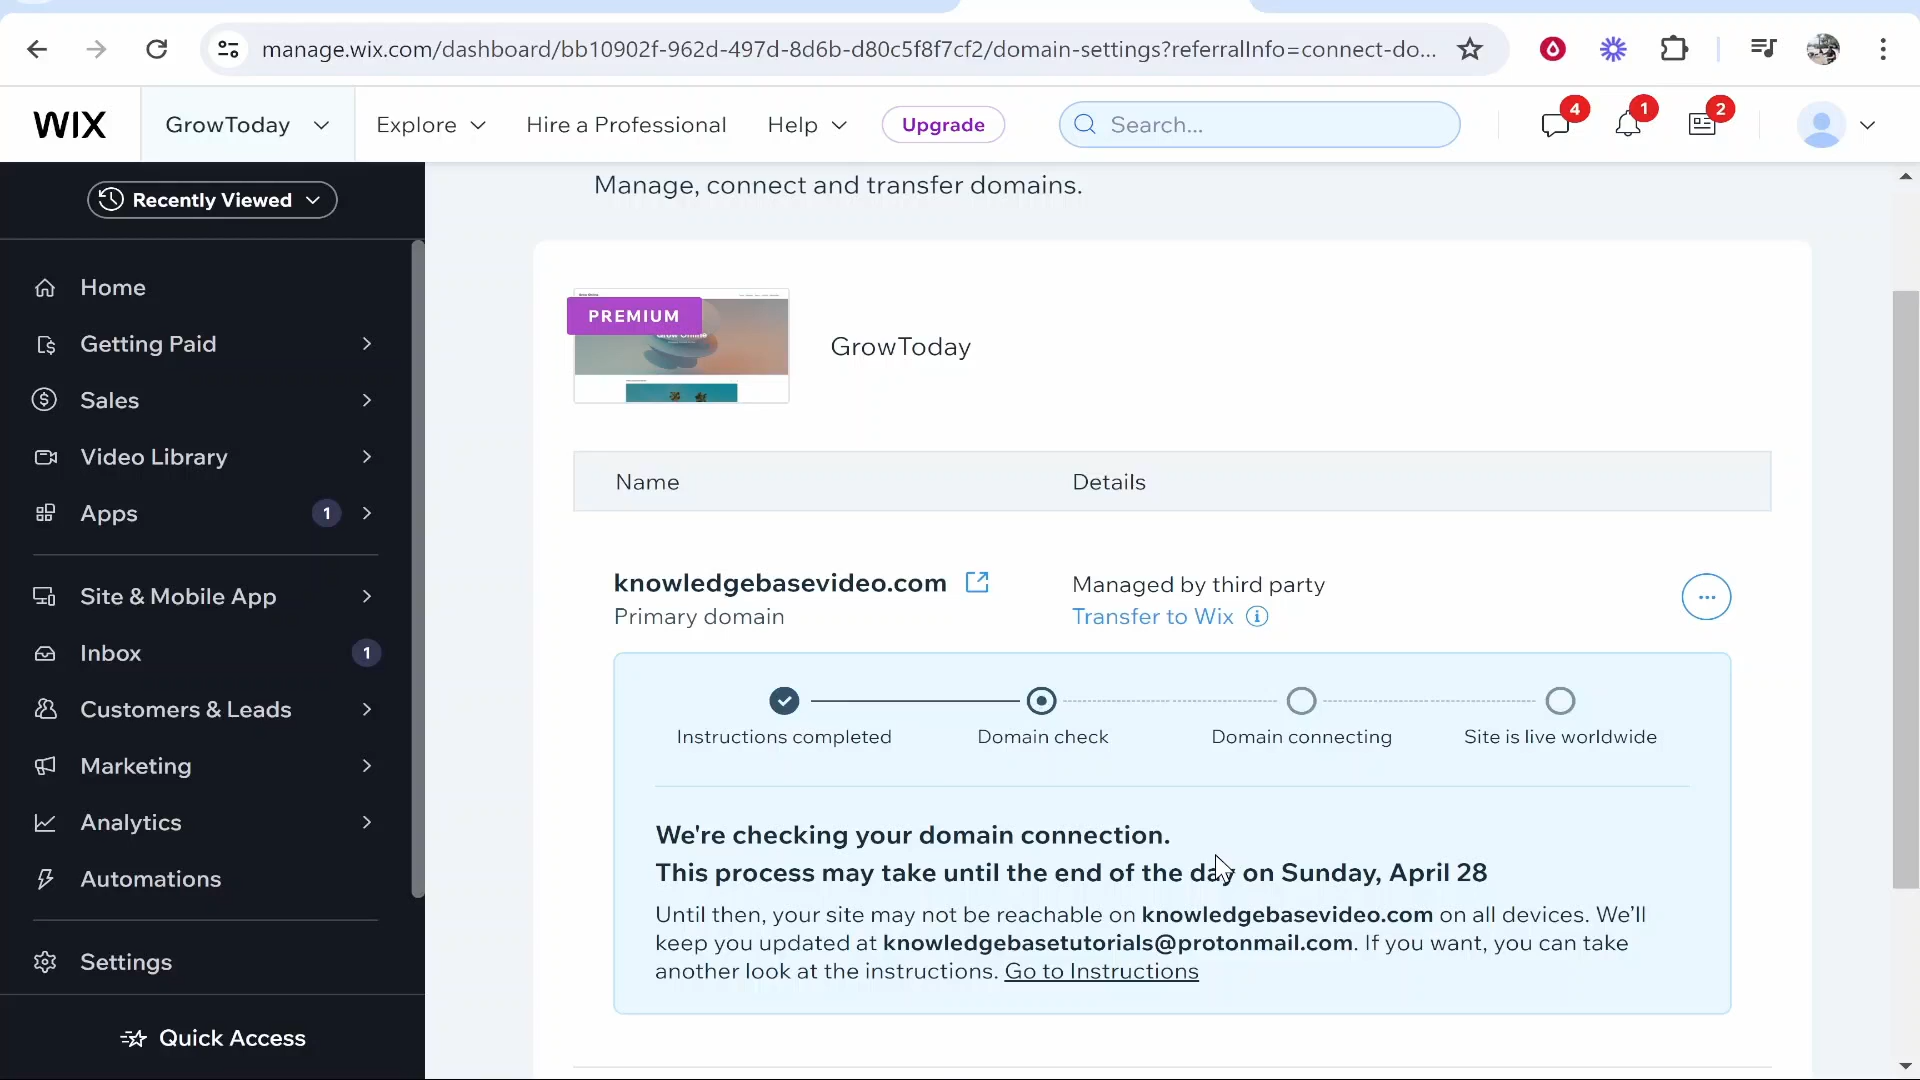 manage.wix.com/dashboard/bb10902f-962d-497d-8d6b-d80c5f8f7cf2/domain-settings?referralInfo=connect-do...
WIX
GrowToday
Explore
Hire a Professional
Help
Upgrade
Search...
4
1
2
Recently Viewed
Home
Getting Paid
Sales
Video Library
Apps
1
Site & Mobile App
Inbox
1
Customers & Leads
Marketing
Analytics
Automations
Settings
Quick Access
Manage, connect and transfer domains.
PREMIUM
Grow Online
GrowToday
Name
Details
knowledgebasevideo.com
Managed by third party
Primary domain
Transfer to Wix
Instructions completed
Domain check
Domain connecting
Site is live worldwide
We're checking your domain connection.
This process may take until the end of the day on Sunday, April 28
Until then, your site may not be reachable on knowledgebasevideo.com on all devices. We'll
keep you updated at knowledgebasetutorials@protonmail.com. If you want, you can take
another look at the instructions. Go to Instructions